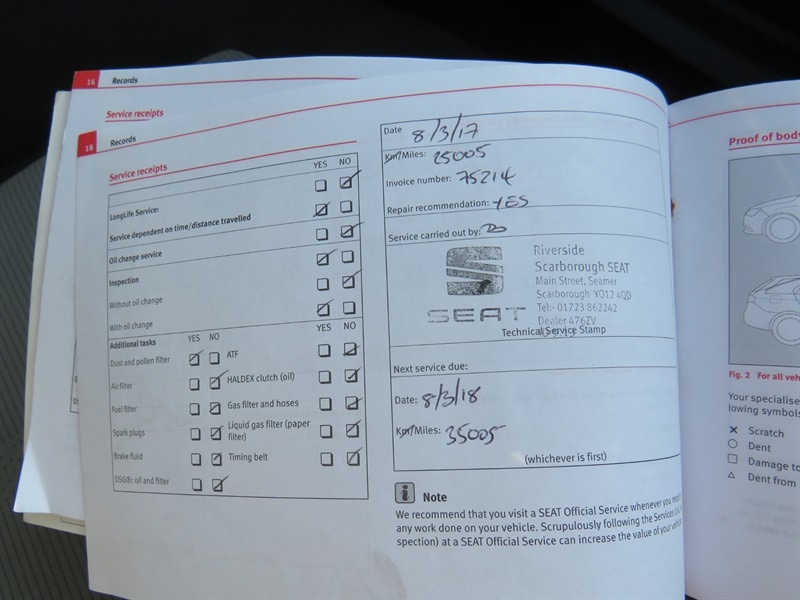 16 Records
Service receipts
18 Records
Service receipts
YES NO
LongLife Service:
Service dependent on time/distance travelled
Oil change service
Inspection
Without oil change
With oil change
Additional tasks YES NO YES NO
Dust and pollen filter ATF
Air filter HALDEX clutch (oil)
Fuel filter Gas filter and hoses
Spark plugs Liquid gas filter (paper
filter)
Brake fluid Timing belt
DSG/8: oil and filter
Date 8/3/17
Km/Miles: 25005
Invoice number: 75214
Repair recommendation: YES
Service carried out by:
Riverside
Scarborough SEAT
Main Street, Seamer
Scarborough YO12 4QD
Tel:- 01723 862242
Dealer 476ZV
SEAT
Technical Service Stamp
Next service due:
Date: 8/3/18
Km/Miles: 35005
(whichever is first)
i Note
We recommend that you visit a SEAT Official Service whenever you
any work done on your vehicle. Scrupulously following the Services
spection) at a SEAT Official Service can increase the value of your vehicle
Proof of body
Fig. 2 For all veh
Your specialise
lowing symbols
Scratch
Dent
Damage to
Dent from